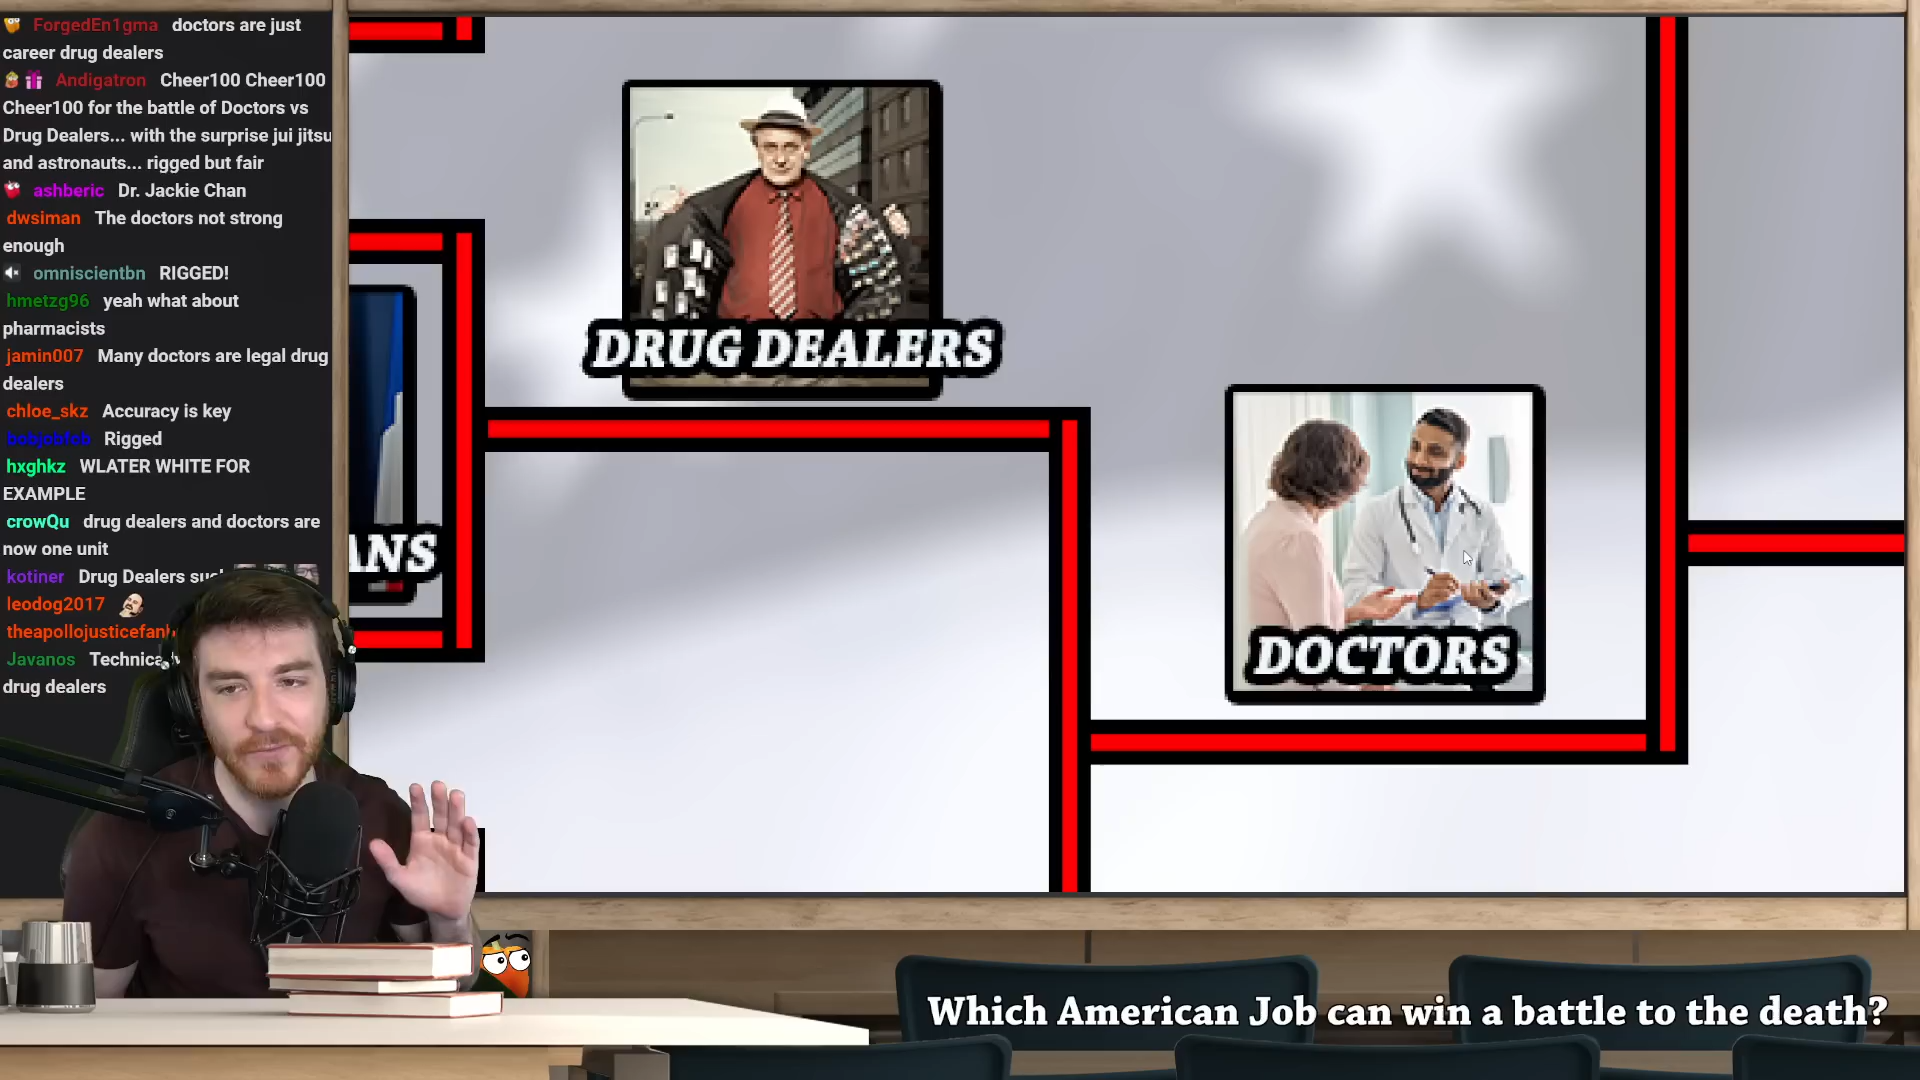 ForgedEn1gma doctors are just
career drug dealers
Andigatron Cheer100 Cheer100
Cheer100 for the battle of Doctors vs
Drug Dealers... with the surprise jui jitsu
and astronauts... rigged but fair
ashberic Dr. Jackie Chan
dwsiman The doctors not strong
enough
omniscientbn RIGGED!
hmetzg96 yeah what about
pharmacists
jamin007 Many doctors are legal drug
dealers
chloe_skz Accuracy is key
bobjobfob Rigged
hxghkz WLATER WHITE FOR
EXAMPLE
crowQu drug dealers and doctors are
now one unit
kotiner Drug Dealers
leodog2017
Javanos
drug dealers
ANS
DRUG DEALERS
DOCTORS
Which American Job can win a battle to the death?